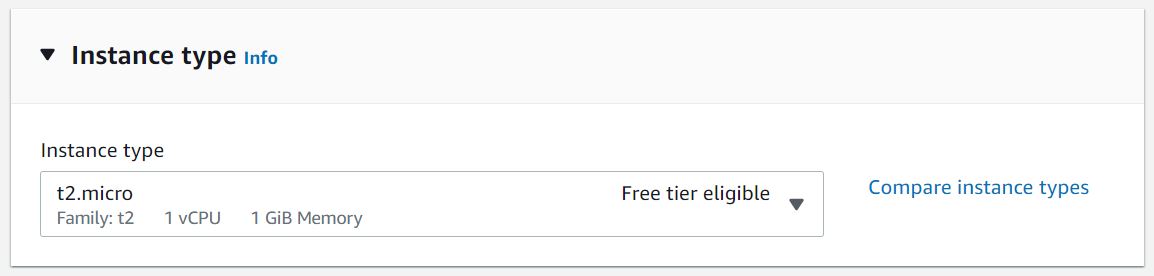 Instance type Info
Instance type
t2.micro Free tier eligible
Family: t2 1 vCPU 1 GiB Memory
Compare instance types